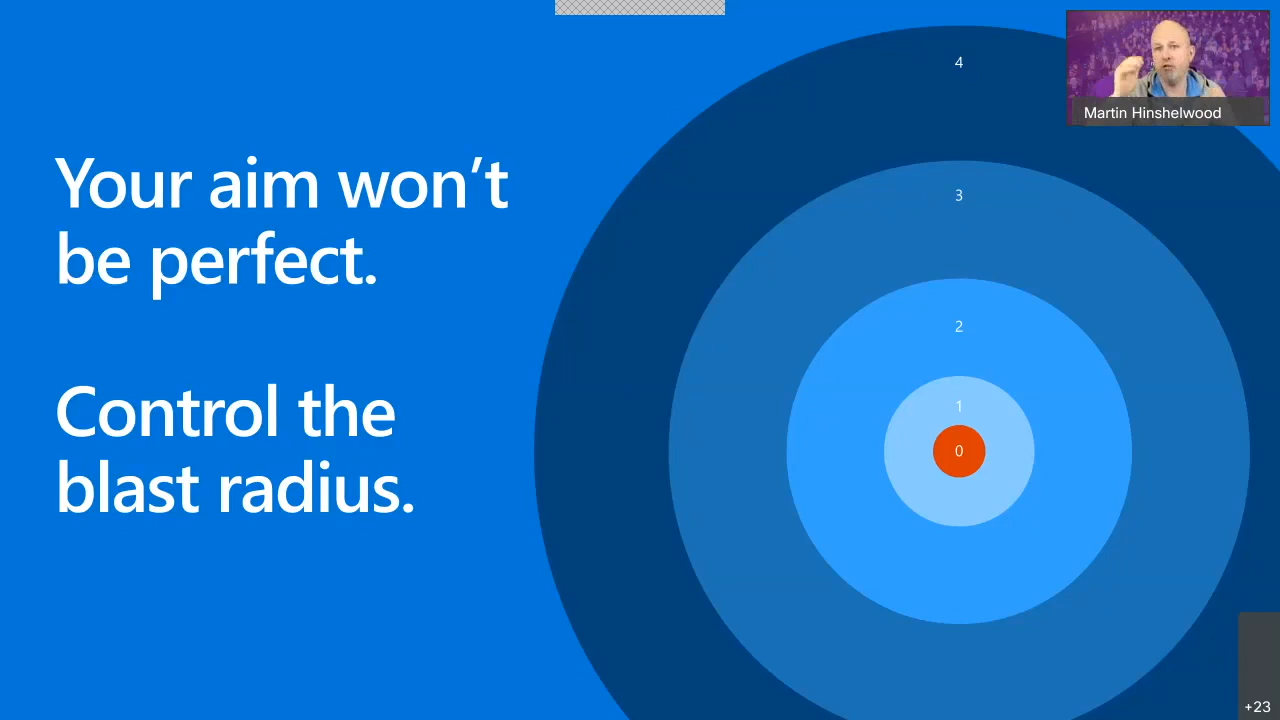 Your aim won’t
be perfect.
Control the
blast radius.
4
3
2
1
0
Martin Hinshelwood
+23